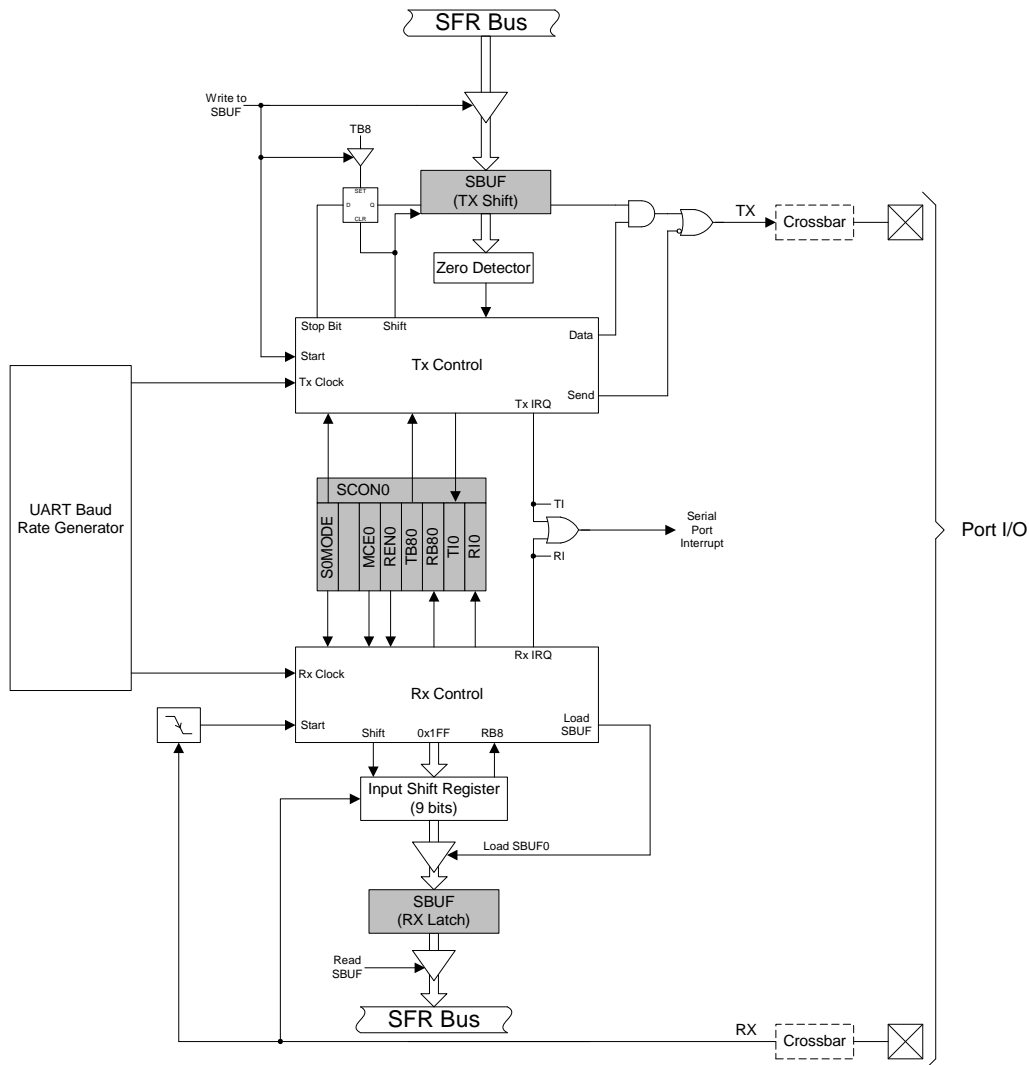 SFR Bus
Write to
SBUF
TB8
SET
D
Q
CLR
SBUF
(TX Shift)
TX
Crossbar
Zero Detector
Stop Bit
Shift
Data
Start
Tx Control
Tx Clock
Send
Tx IRQ
UART Baud
Rate Generator
SCON0
S0MODE
MCE0
REN0
TB80
RB80
TI0
RI0
TI
Serial
Port
Interrupt
RI
Port I/O
Rx IRQ
Rx Clock
Rx Control
Start
Load
SBUF
Shift
0x1FF
RB8
Input Shift Register
(9 bits)
Load SBUF0
SBUF
(RX Latch)
Read
SBUF
SFR Bus
RX
Crossbar